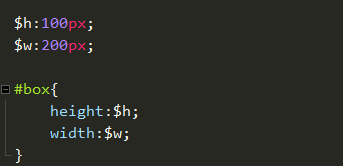 $h:100px;
$w:200px;
#box{
height:$h;
width:$w;
}